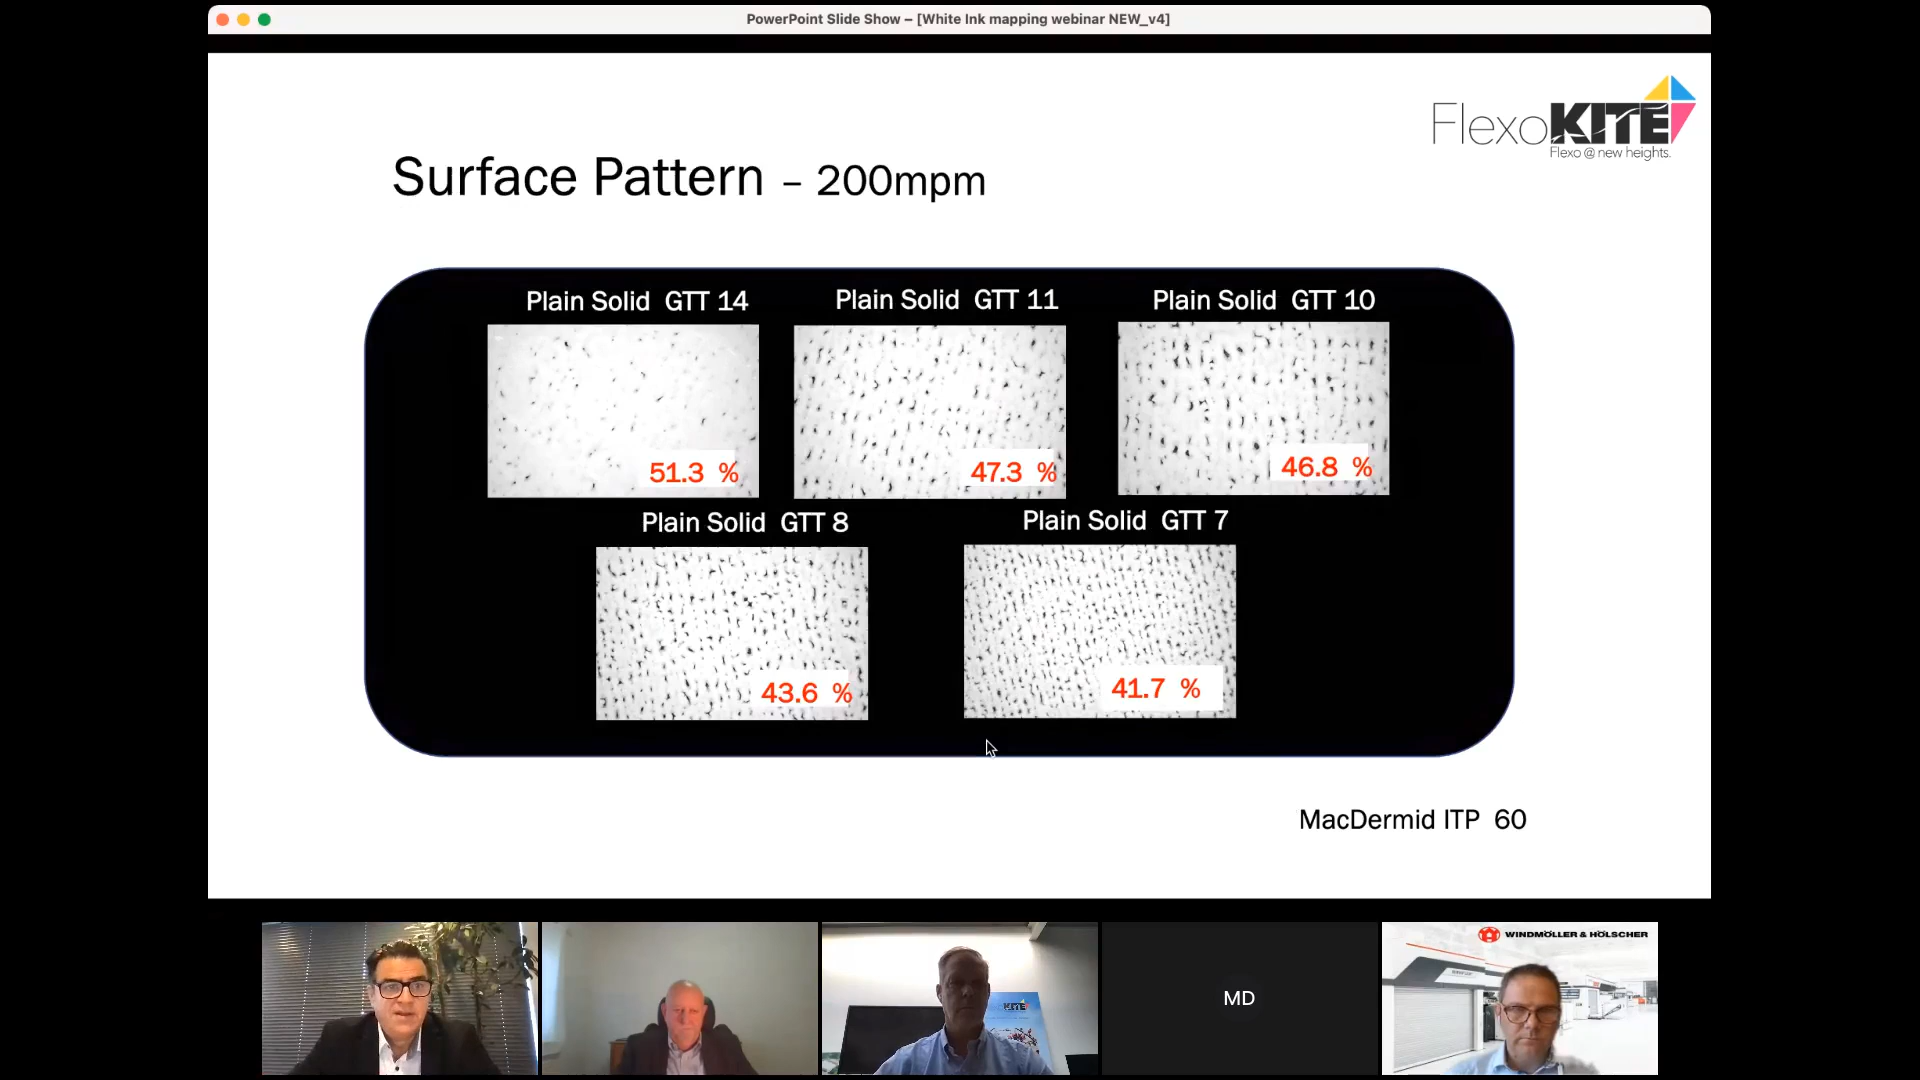 PowerPoint Slide Show – [White Ink mapping webinar NEW_v4]
FlexoKITE
Flexo @ new heights.
Surface Pattern – 200mpm
Plain Solid GTT 14
Plain Solid GTT 11
Plain Solid GTT 10
51.3 %
47.3 %
46.8 %
Plain Solid GTT 8
Plain Solid GTT 7
43.6 %
41.7 %
MacDermid ITP 60
KITE
MD
WINDMÖLLER & HÖLSCHER